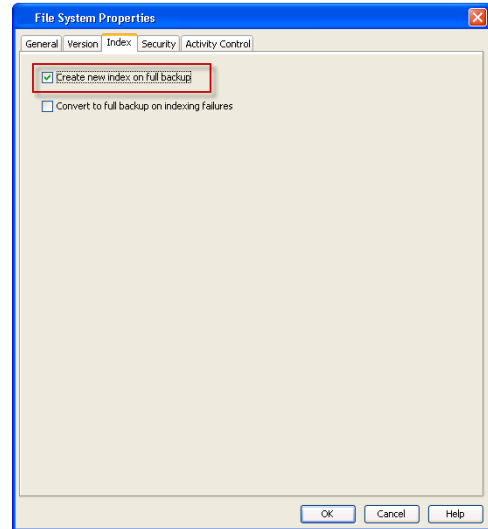 File System Properties
General Version Index Security Activity Control
Create new index on full backup
Convert to full backup on indexing failures
OK Cancel Help